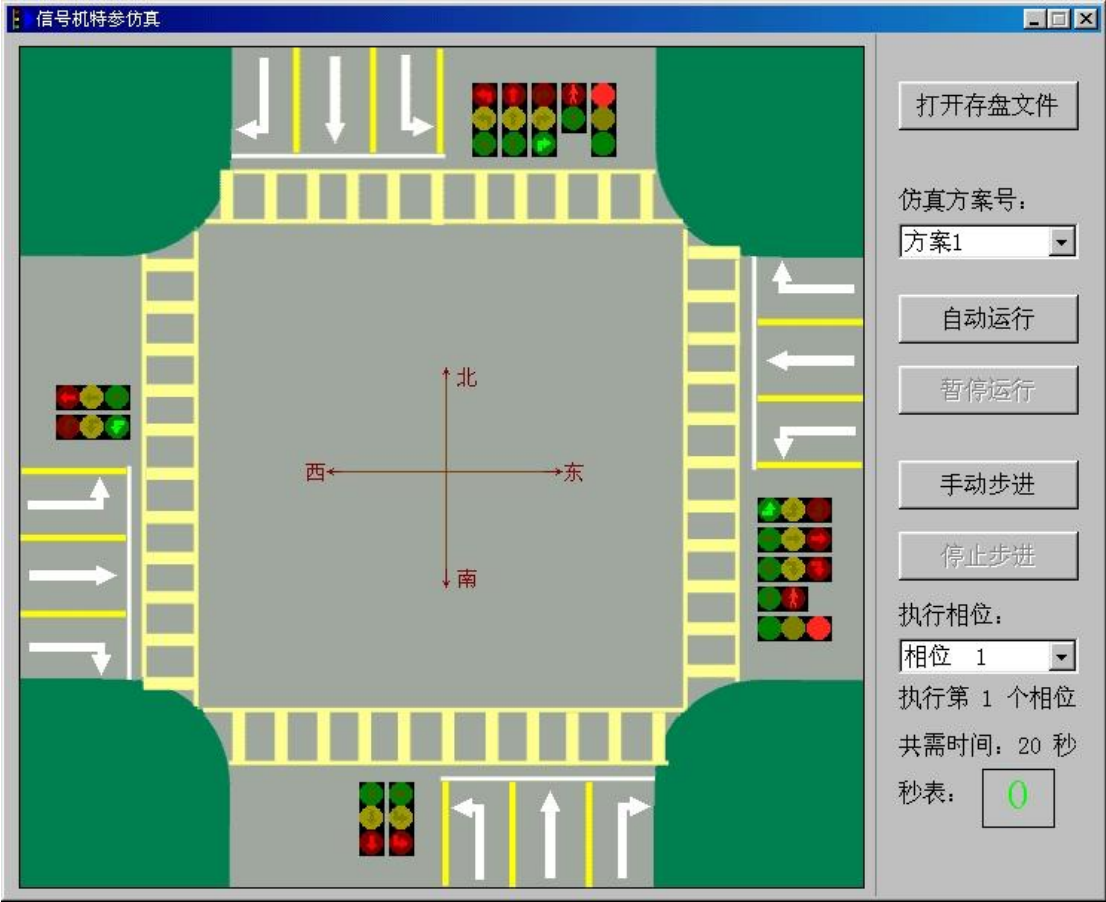 信号机特参仿真
打开存盘文件
仿真方案号：
方案1
自动运行
暂停运行
北
西
东
南
手动步进
停止步进
执行相位：
相位 1
执行第 1 个相位
共需时间：20 秒
秒表：
0